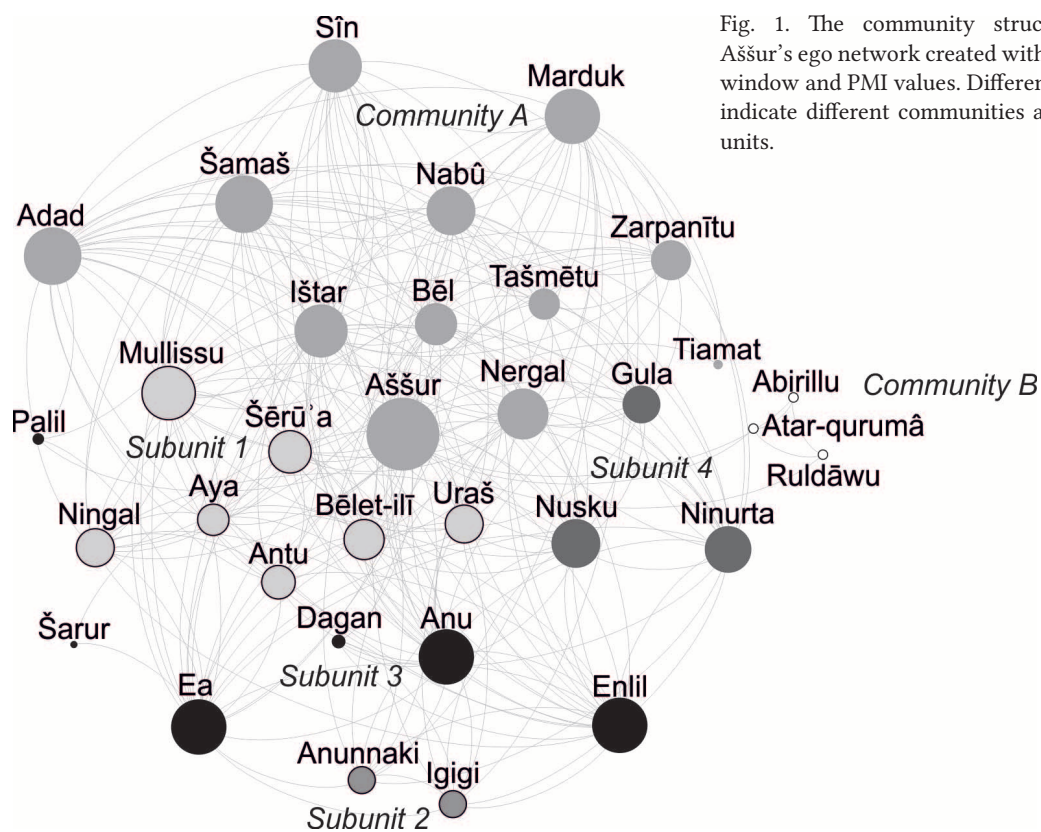 Fig. 1. The community struc
Aššur’s ego network created with
window and PMI values. Differen
indicate different communities a
units.
Sîn
Marduk
Community A
Šamaš
Nabû
Adad
Zarpanītu
Ištar
Bēl
Tašmētu
Mullissu
Tiamat
Aššur
Nergal
Gula
Abirillu
Community B
Palil
Šērūʾa
Atar-qurumâ
Subunit 1
Subunit 4
Ruldāwu
Aya
Bēlet-ilī
Uraš
Ningal
Nusku
Ninurta
Antu
Šarur
Dagan
Anu
Subunit 3
Ea
Enlil
Anunnaki
Igigi
Subunit 2